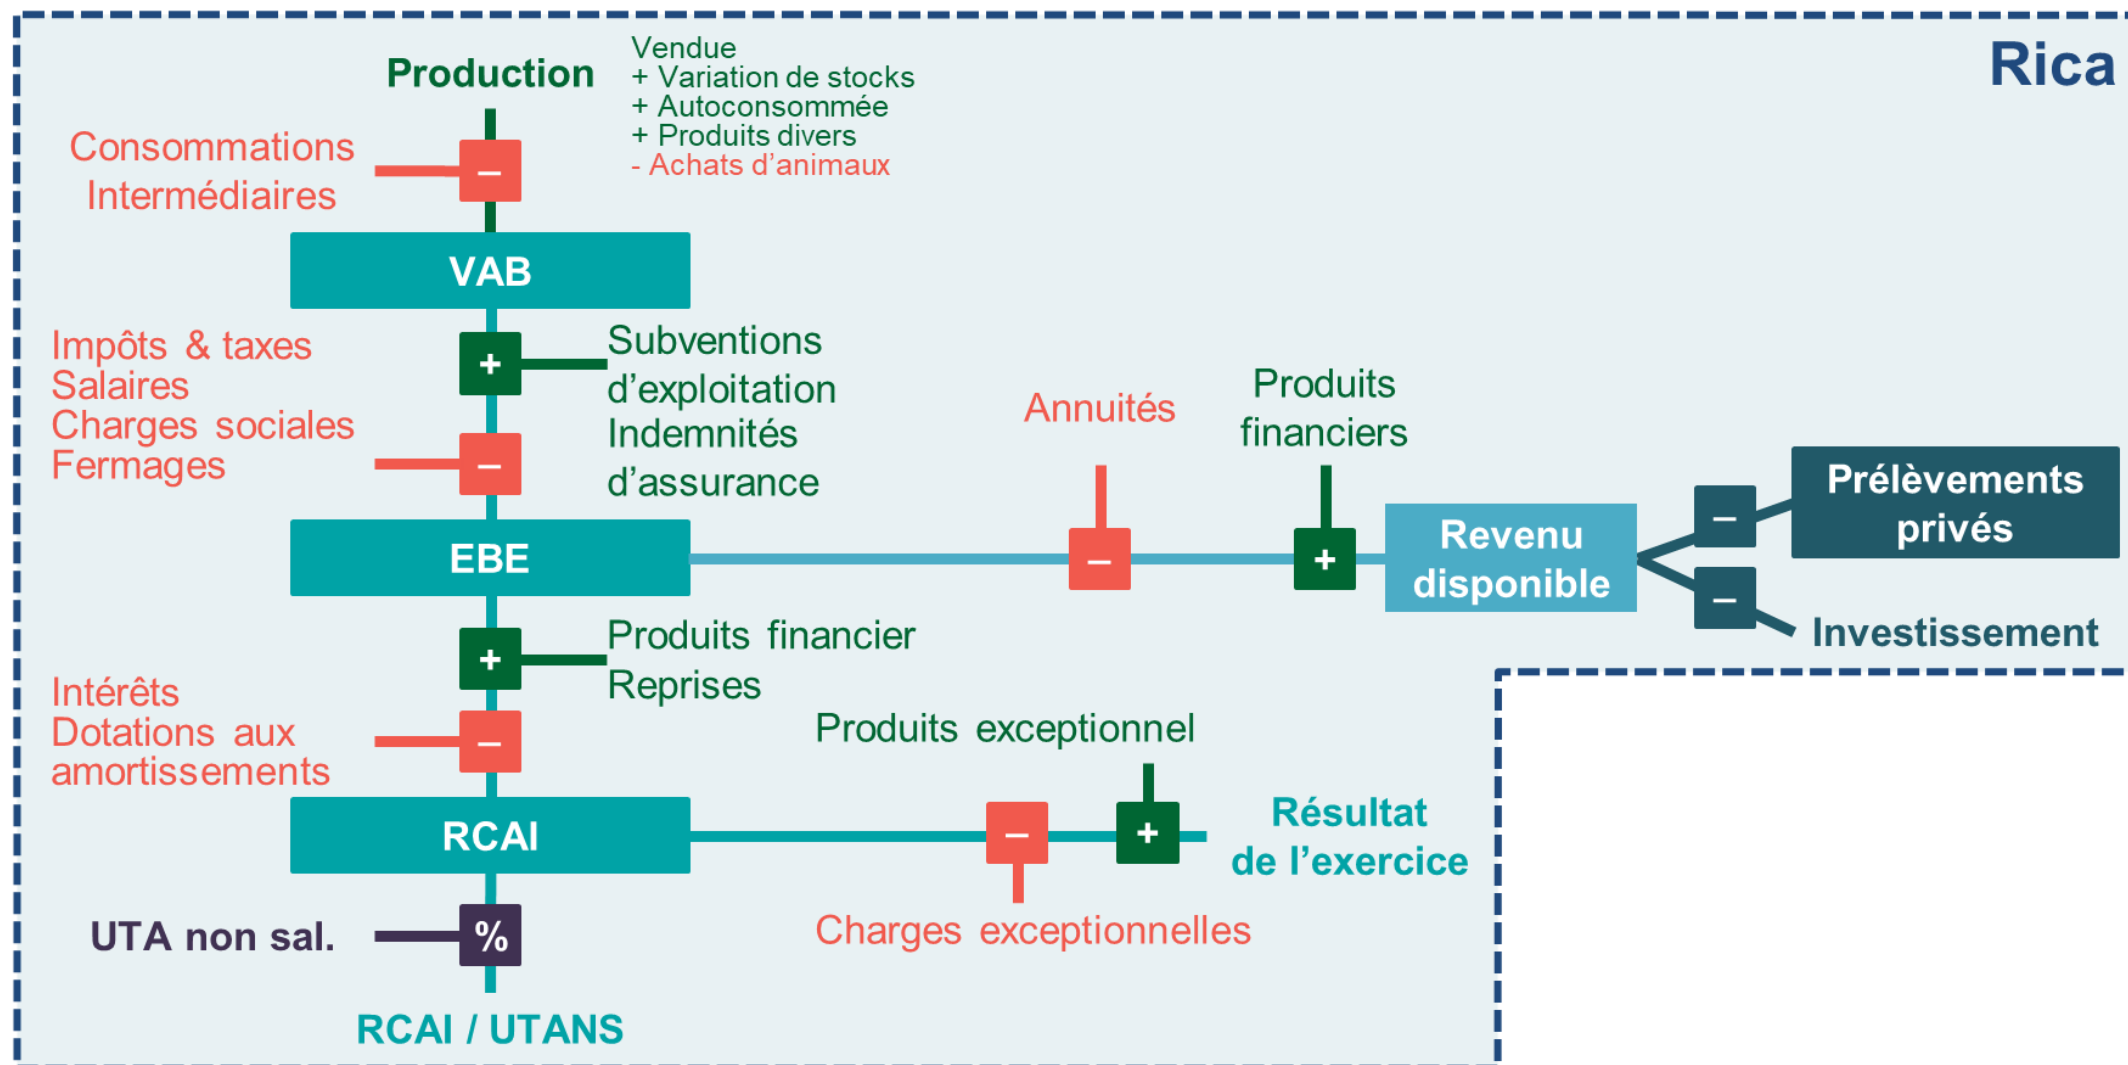 Rica
Production
Vendue
+ Variation de stocks
+ Autoconsommée
+ Produits divers
- Achats d’animaux
Consommations
Intermédiaires
–
VAB
Impôts & taxes
Salaires
Charges sociales
Fermages
+
Subventions
d’exploitation
Indemnités
d’assurance
–
EBE
Annuités
–
Produits
financiers
+
Revenu
disponible
–
Prélèvements
privés
–
Investissement
+
Produits financier
Reprises
Intérêts
Dotations aux
amortissements
–
RCAI
Produits exceptionnel
–
+
Résultat
de l’exercice
Charges exceptionnelles
UTA non sal.
%
RCAI / UTANS